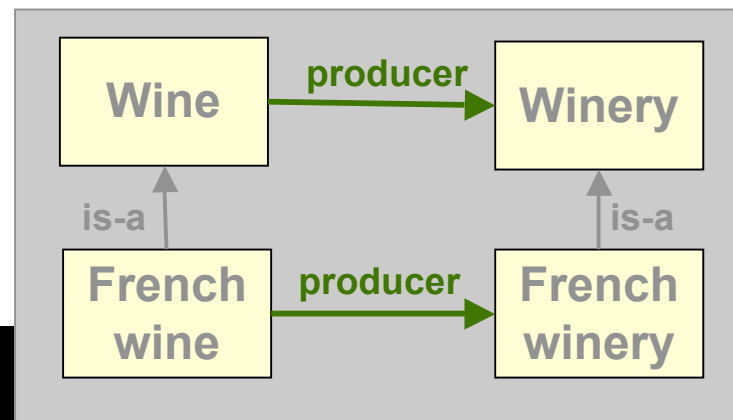 producer
Wine
Winery
is-a
is-a
French
wine
producer
French
winery